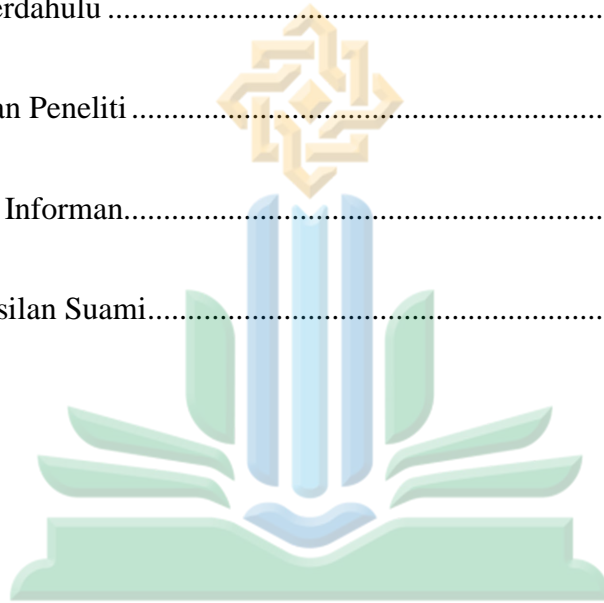 erdahulu ................................................................
an Peneliti .............................................................
Informan..............................................................
silan Suami...........................................................